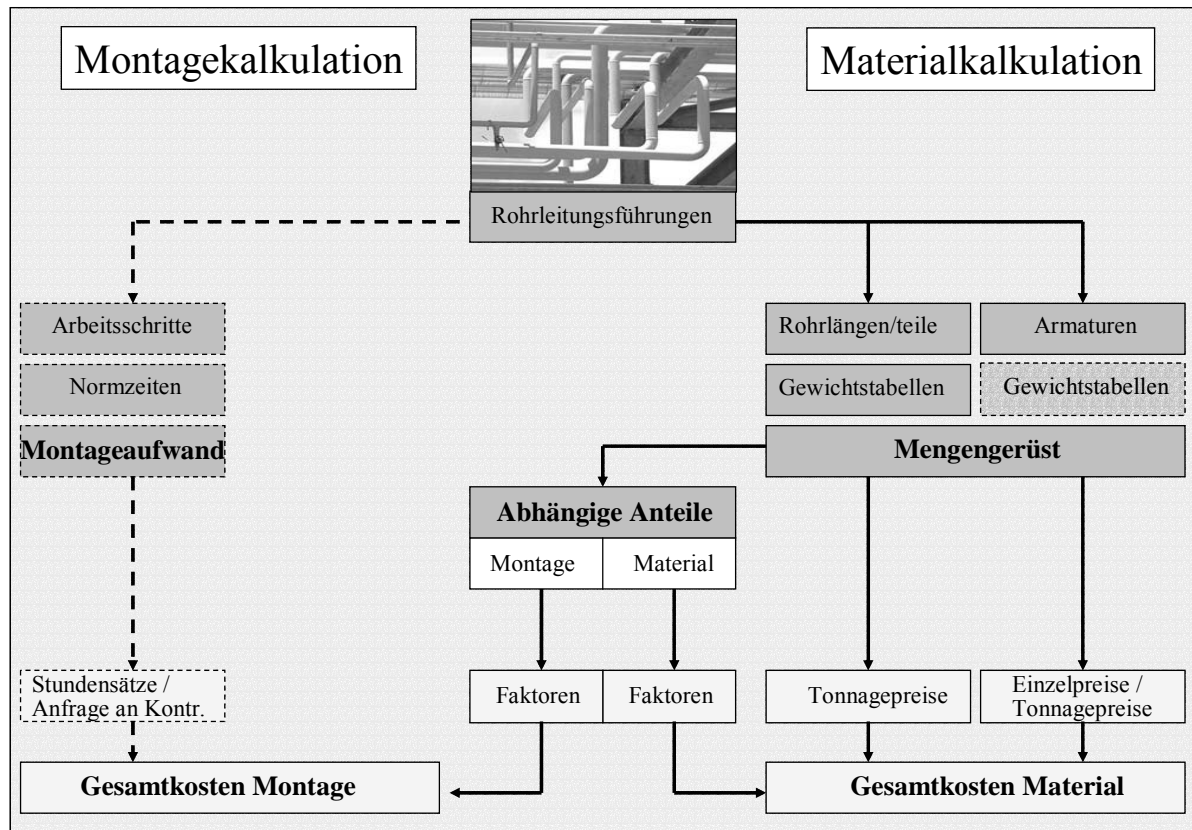 Montagekalkulation
Materialkalkulation
Rohrleitungsführungen
Arbeitsschritte
Rohrlängen/teile
Armaturen
Normzeiten
Gewichtstabellen
Gewichtstabellen
Montageaufwand
Mengengerüst
Abhängige Anteile
Montage
Material
Stundensätze /
Anfrage an Kontr.
Faktoren
Faktoren
Tonnagepreise
Einzelpreise /
Tonnagepreise
Gesamtkosten Montage
Gesamtkosten Material